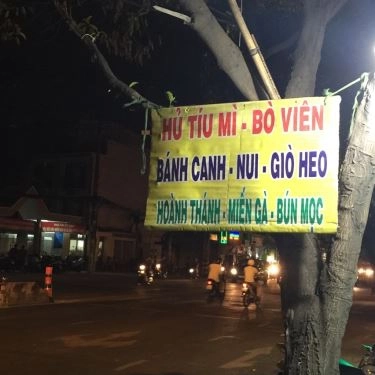 HỦ TÍU MÌ - BÒ VIÊN
BÁNH CANH - NUI - GIÒ HEO
HOÀNH THÁNH - MIẾN GÀ - BÚN MỌC